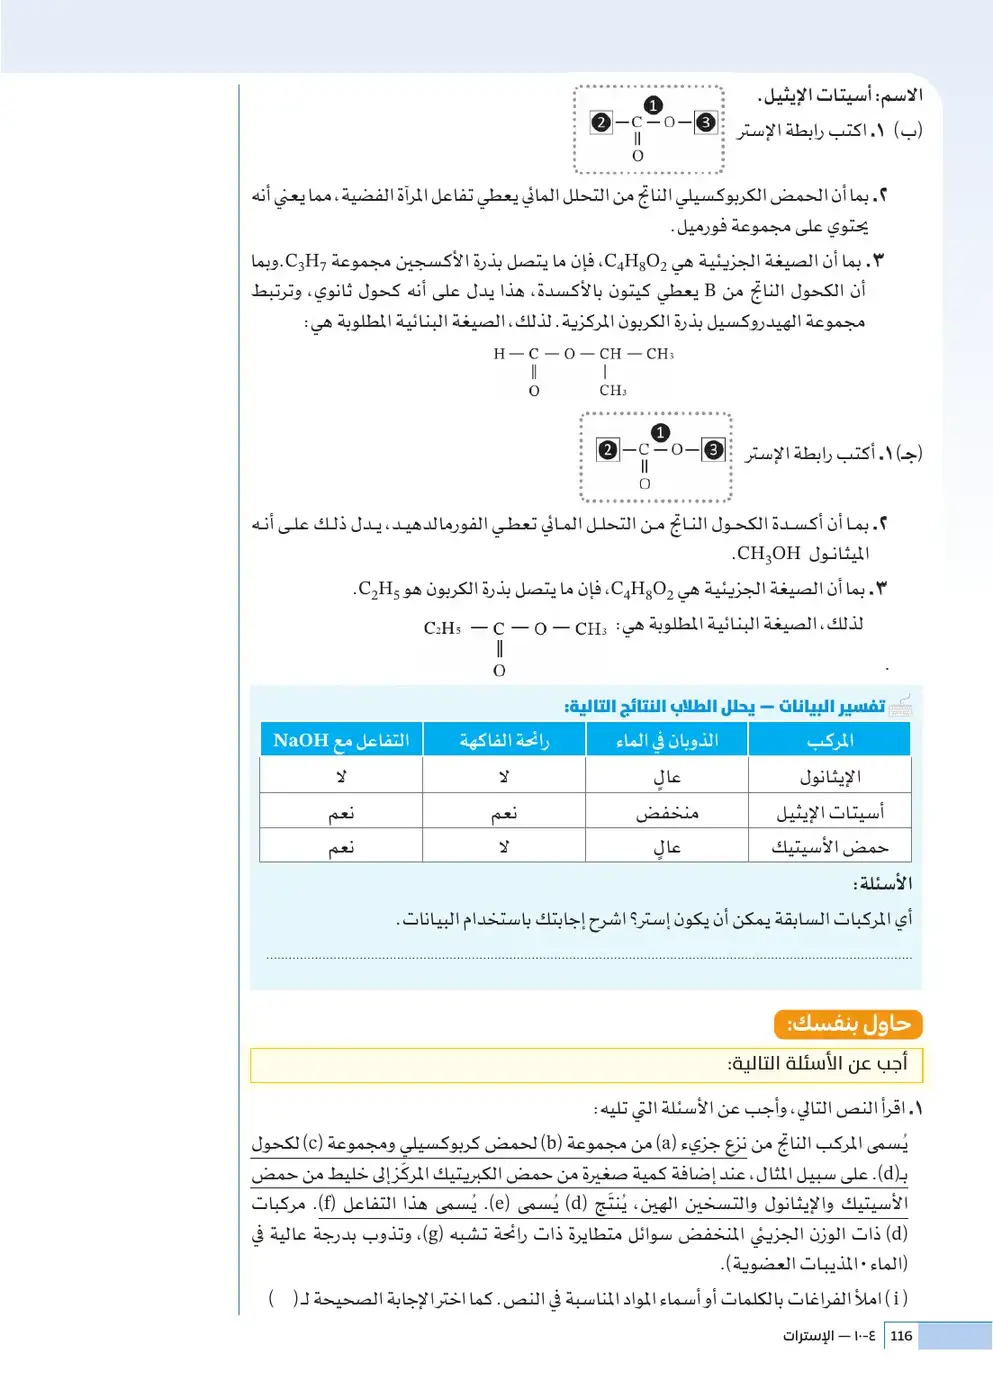 الاسم: أسيتات الإيثيل.
(ب) ١. اكتب رابطة الإستر
1
2 — C — O — 3
||
O
٢. بما أن الحمض الكربوكسيلي الناتج من التحلل المائي يعطي تفاعل المرآة الفضية، مما يعني أنه
يحتوي على مجموعة فورميل.
٣. بما أن الصيغة الجزيئية هي C₄H₈O₂، فإن ما يتصل بذرة الأكسجين مجموعة C₃H₇. وبما
أن الكحول الناتج من B يعطي كيتون بالأكسدة، هذا يدل على أنه كحول ثانوي، وترتبط
مجموعة الهيدروكسيل بذرة الكربون المركزية. لذلك، الصيغة البنائية المطلوبة هي:
H — C — O — CH — CH₃
|| |
O CH₃
(جـ) ١. أكتب رابطة الإستر
1
2 — C — O — 3
||
O
٢. بما أن أكسدة الكحول الناتج من التحلل المائي تعطي الفورمالدهيد، يدل ذلك على أنه
الميثانول CH₃OH.
٣. بما أن الصيغة الجزيئية هي C₄H₈O₂، فإن ما يتصل بذرة الكربون هو C₂H₅.
لذلك، الصيغة البنائية المطلوبة هي: C₂H₅ — C — O — CH₃
||
O
.
تفسير البيانات — يحلل الطلاب النتائج التالية:
المركب الذوبان في الماء رائحة الفاكهة التفاعل مع NaOH
الإيثانول عالٍ لا لا
أسيتات الإيثيل منخفض نعم نعم
حمض الأسيتيك عالٍ لا نعم
الأسئلة:
أي المركبات السابقة يمكن أن يكون إستر؟ اشرح إجابتك باستخدام البيانات.
حاول بنفسك:
أجب عن الأسئلة التالية:
١. اقرأ النص التالي، وأجب عن الأسئلة التي تليه:
يُسمى المركب الناتج من نزع جزيء (a) من مجموعة (b) لحمض كربوكسيلي ومجموعة (c) لكحول
بـ(d). على سبيل المثال، عند إضافة كمية صغيرة من حمض الكبريتيك المركّز إلى خليط من حمض
الأسيتيك والإيثانول والتسخين الهين، يُنتَج (d) يُسمى (e). يُسمى هذا التفاعل (f). مركبات
(d) ذات الوزن الجزيئي المنخفض سوائل متطايرة ذات رائحة تشبه (g)، وتذوب بدرجة عالية في
(الماء • المذيبات العضوية).
(i) املأ الفراغات بالكلمات أو أسماء المواد المناسبة في النص. كما اختر الإجابة الصحيحة لـ ( )
116 ٤-١٠ — الإسترات